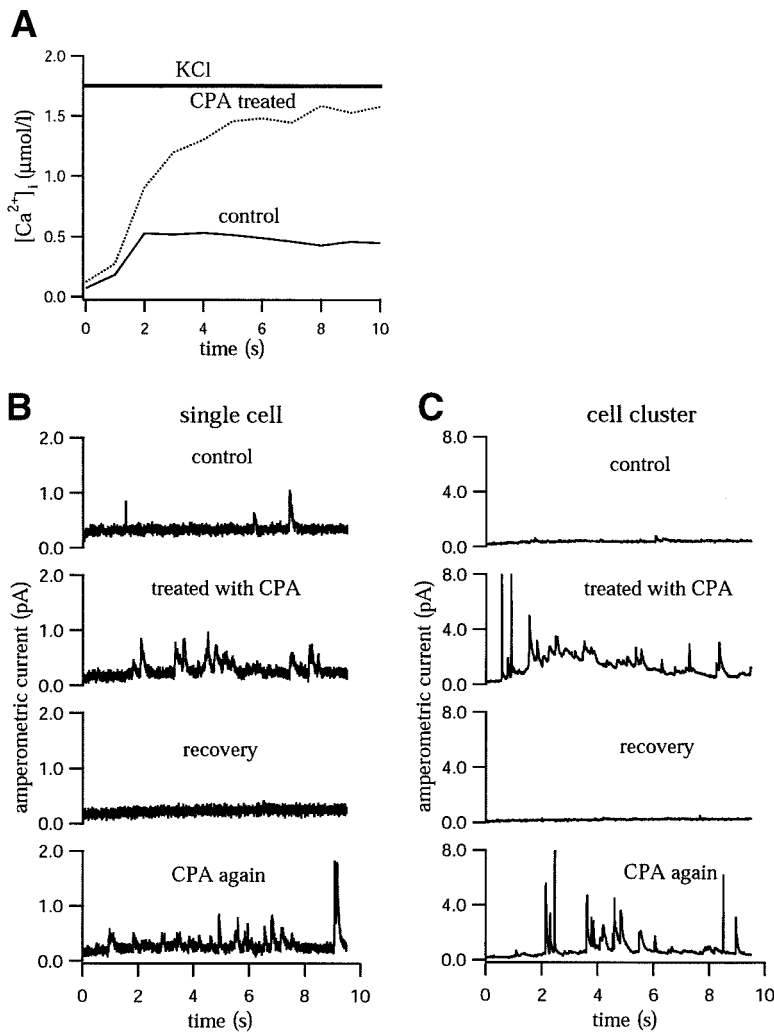 A
2.0
KCl
CPA treated
1.5
1.0
control
0.5
0.0
[Ca2+]i (μmol/l)
0 2 4 6 8 10
time (s)
B
single cell
2.0
control
1.0
0.0
2.0
treated with CPA
1.0
0.0
2.0
recovery
1.0
0.0
2.0
CPA again
1.0
0.0
amperometric current (pA)
0 2 4 6 8 10
time (s)
C
cell cluster
8.0
control
4.0
0.0
8.0
treated with CPA
4.0
0.0
8.0
recovery
4.0
0.0
8.0
CPA again
4.0
0.0
amperometric current (pA)
0 2 4 6 8 10
time (s)